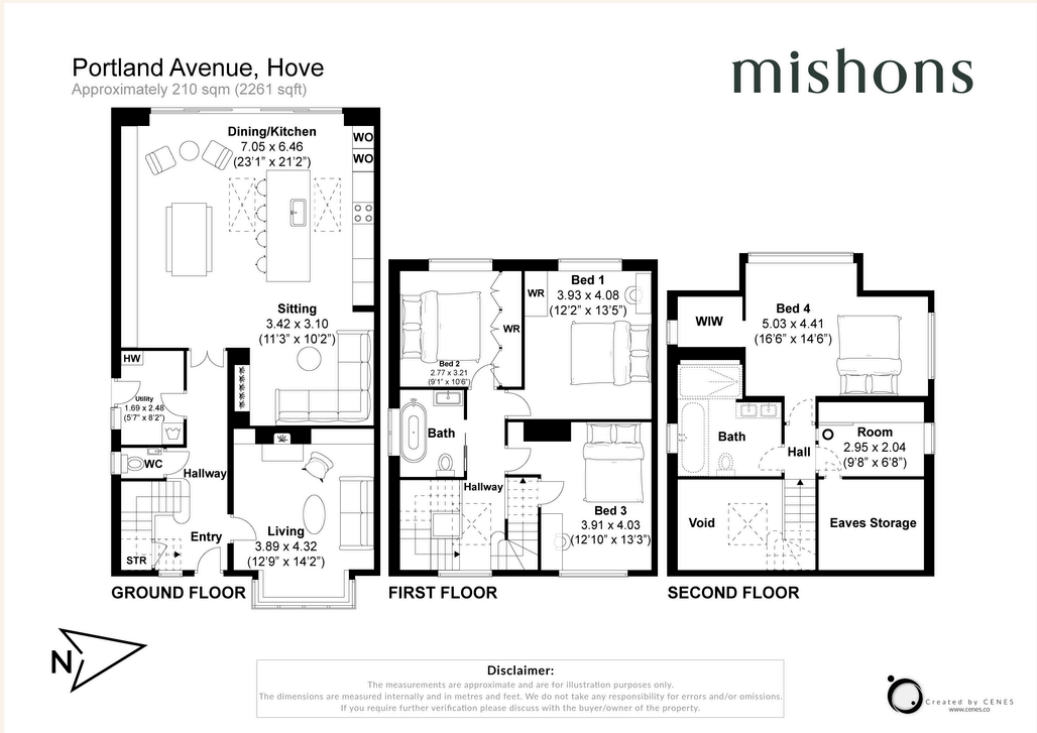 Portland Avenue, Hove
Approximately 210 sqm (2261 sqft)
mishons
Dining/Kitchen
7.05 x 6.46
(23'1" x 21'2")
WO
WO
Sitting
3.42 x 3.10
(11'3" x 10'2")
HW
Utility
1.69 x 2.48
(5'7" x 8'2")
WC
Hallway
Entry
STR
Living
3.89 x 4.32
(12'9" x 14'2")
GROUND FLOOR
Bed 1
3.93 x 4.08
(12'2" x 13'5")
WR
WR
Bed 2
2.77 x 3.21
(9'1" x 10'6")
Bath
Hallway
Bed 3
3.91 x 4.03
(12'10" x 13'3")
FIRST FLOOR
WIW
Bed 4
5.03 x 4.41
(16'6" x 14'6")
Bath
Hall
Room
2.95 x 2.04
(9'8" x 6'8")
Void
Eaves Storage
SECOND FLOOR
N
Disclaimer:
The measurements are approximate and are for illustration purposes only.
The dimensions are measured internally and in metres and feet. We do not take any responsibility for errors and/or omissions.
If you require further verification please discuss with the buyer/owner of the property.
Created by CENES
www.cenes.co